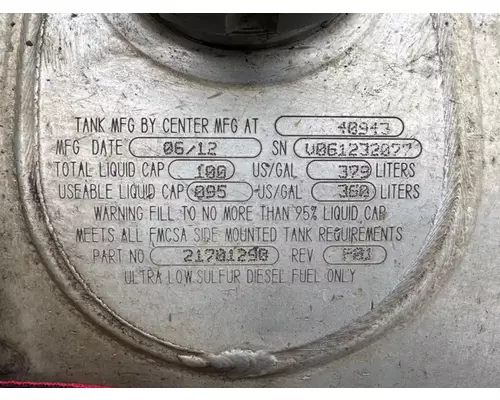 TANK MFG BY CENTER MFG AT 40943
MFG DATE 06/12 SN V061232077
TOTAL LIQUID CAP 100 US/GAL 379 LITERS
USEABLE LIQUID CAP 095 US/GAL 360 LITERS
WARNING FILL TO NO MORE THAN 95% LIQUID CAP
MEETS ALL FMCSA SIDE MOUNTED TANK REQUIREMENTS
PART NO 21701290 REV P01
ULTRA LOW SULFUR DIESEL FUEL ONLY